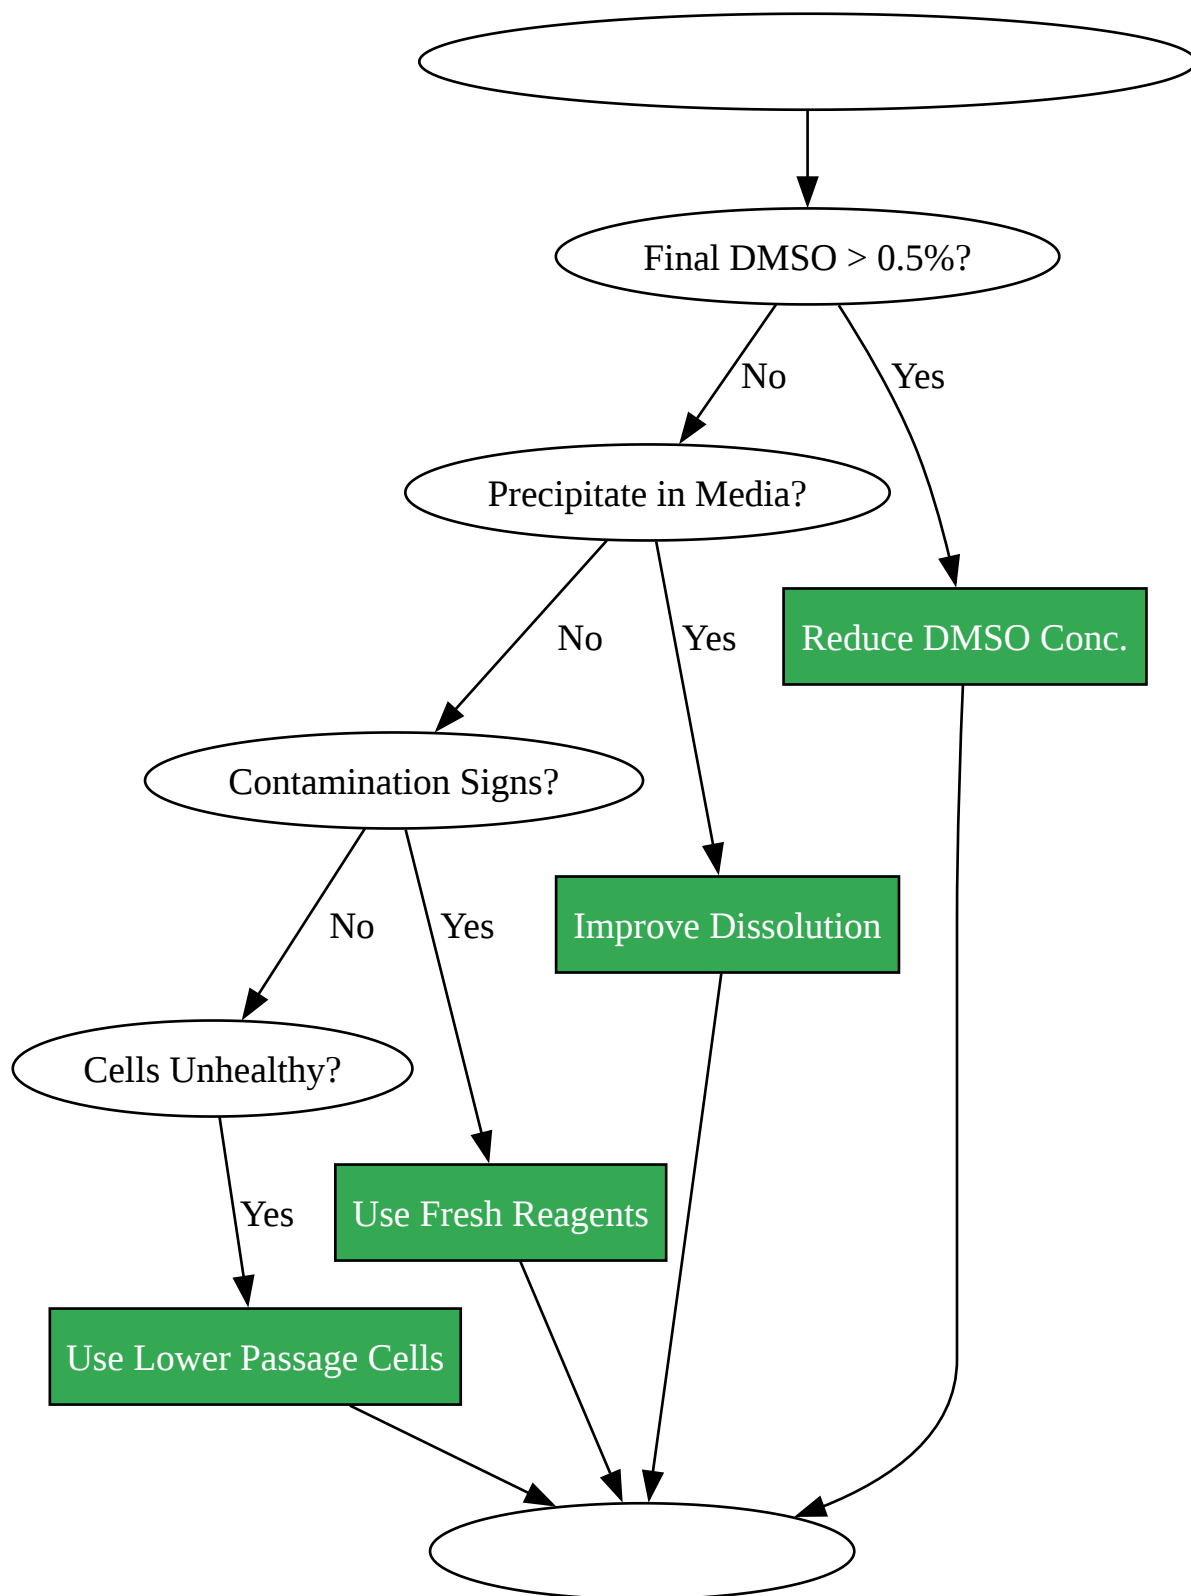 Final DMSO > 0.5%?
No
Yes
Precipitate in Media?
No
Yes
Reduce DMSO Conc.
Contamination Signs?
No
Yes
Improve Dissolution
Cells Unhealthy?
Yes
Use Fresh Reagents
Use Lower Passage Cells